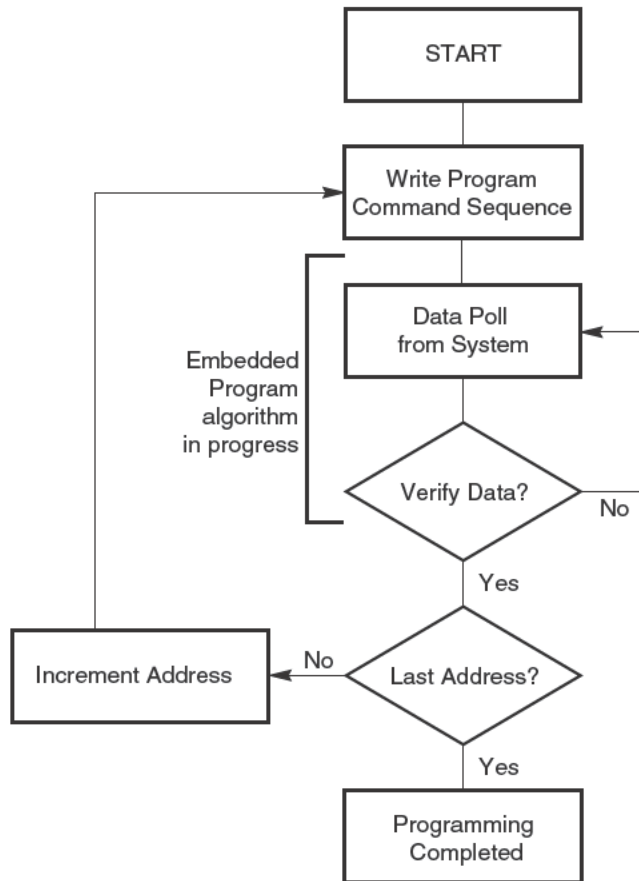 START
Write Program
Command Sequence
Data Poll
from System
Embedded
Program
algorithm
in progress
Verify Data?
No
Yes
Increment Address
No
Last Address?
Yes
Programming
Completed